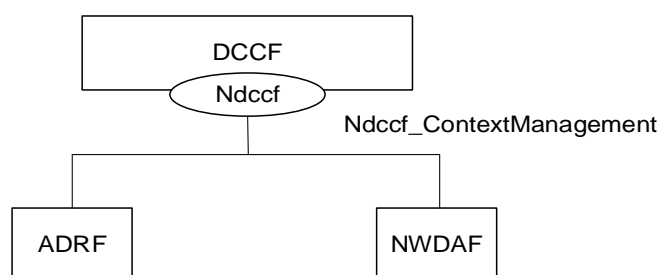 DCCF
Ndccf
Ndccf_ContextManagement
ADRF
NWDAF